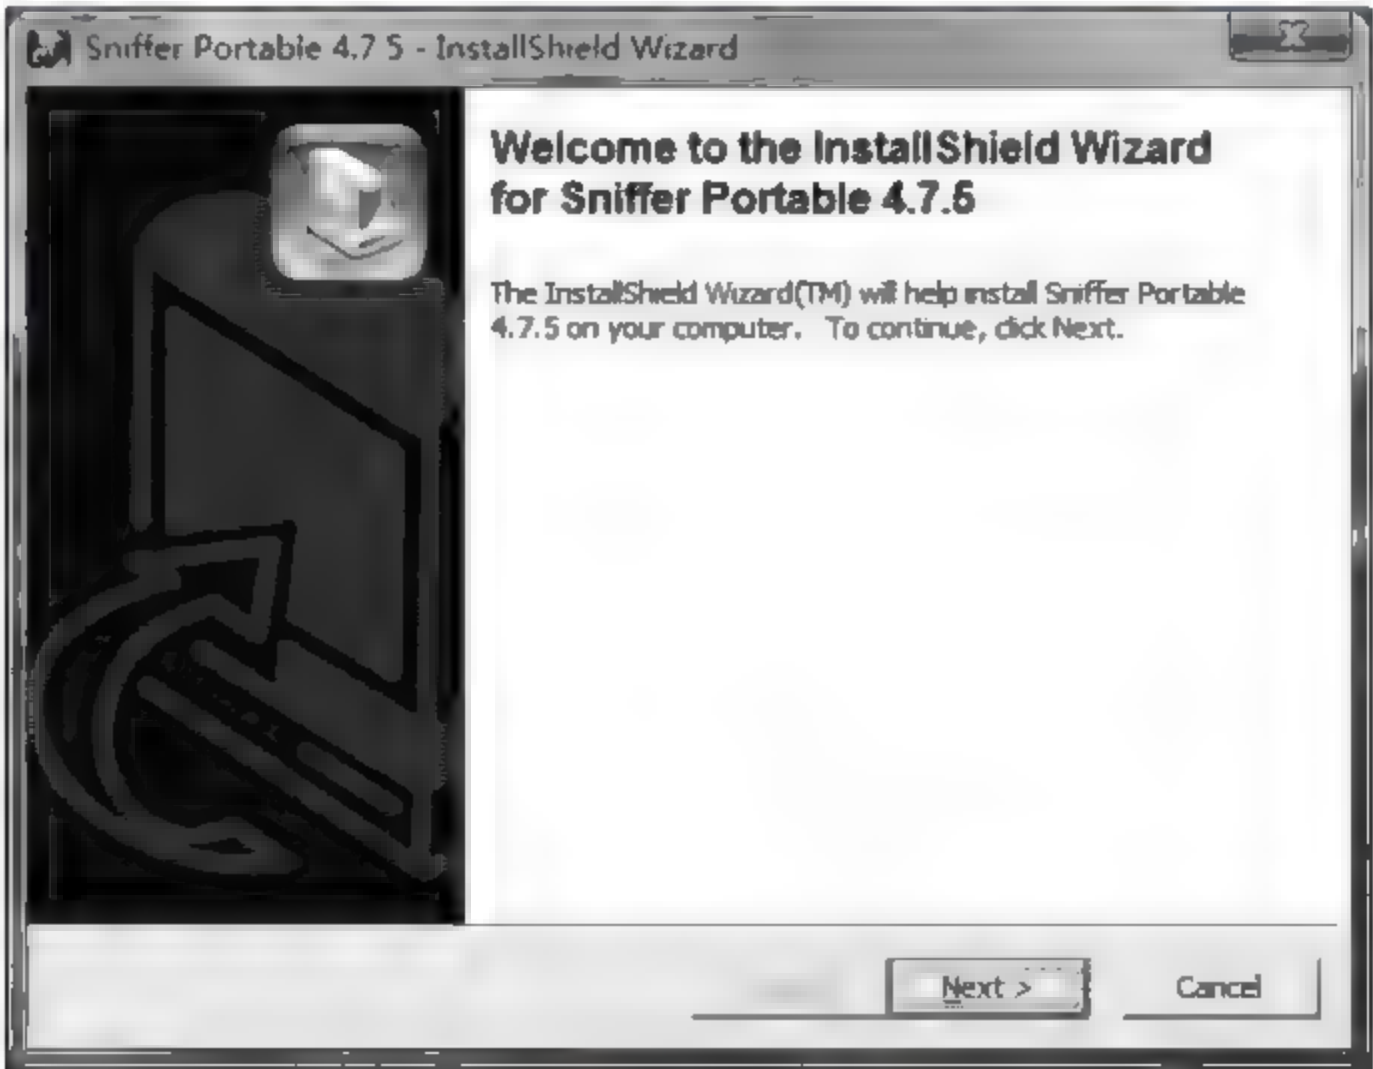 Sniffer Portable 4.7 5 - InstallShield Wizard
Welcome to the InstallShield Wizard
for Sniffer Portable 4.7.5
The InstallShield Wizard(TM) will help install Sniffer Portable
4.7.5 on your computer.   To continue, click Next.
Next >
Cancel